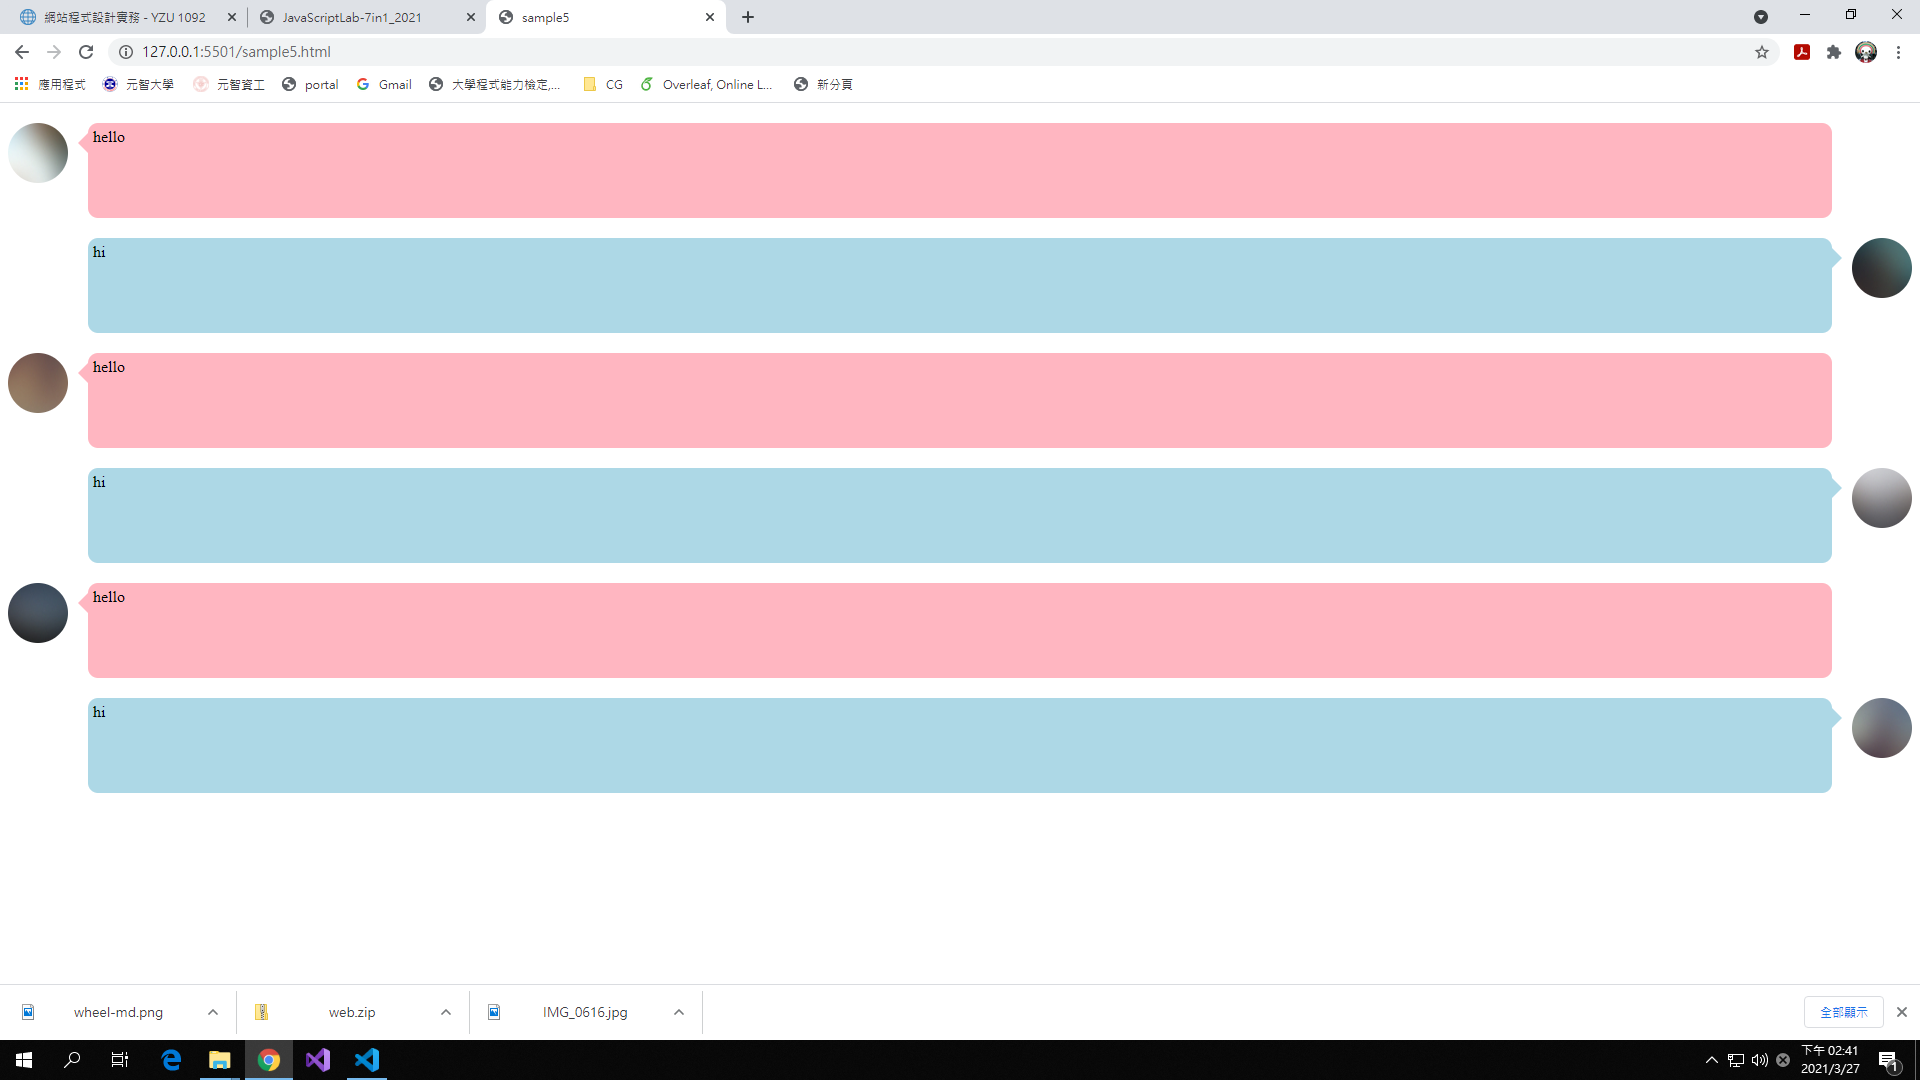 網站程式設計實務 - YZU 1092
JavaScriptLab-7in1_2021
sample5
127.0.0.1:5501/sample5.html
應用程式
元智大學
元智資工
portal
Gmail
大學程式能力檢定,...
CG
Overleaf, Online L...
新分頁
hello
hi
hello
hi
hello
hi
wheel-md.png
web.zip
IMG_0616.jpg
全部顯示
下午 02:41
2021/3/27
1